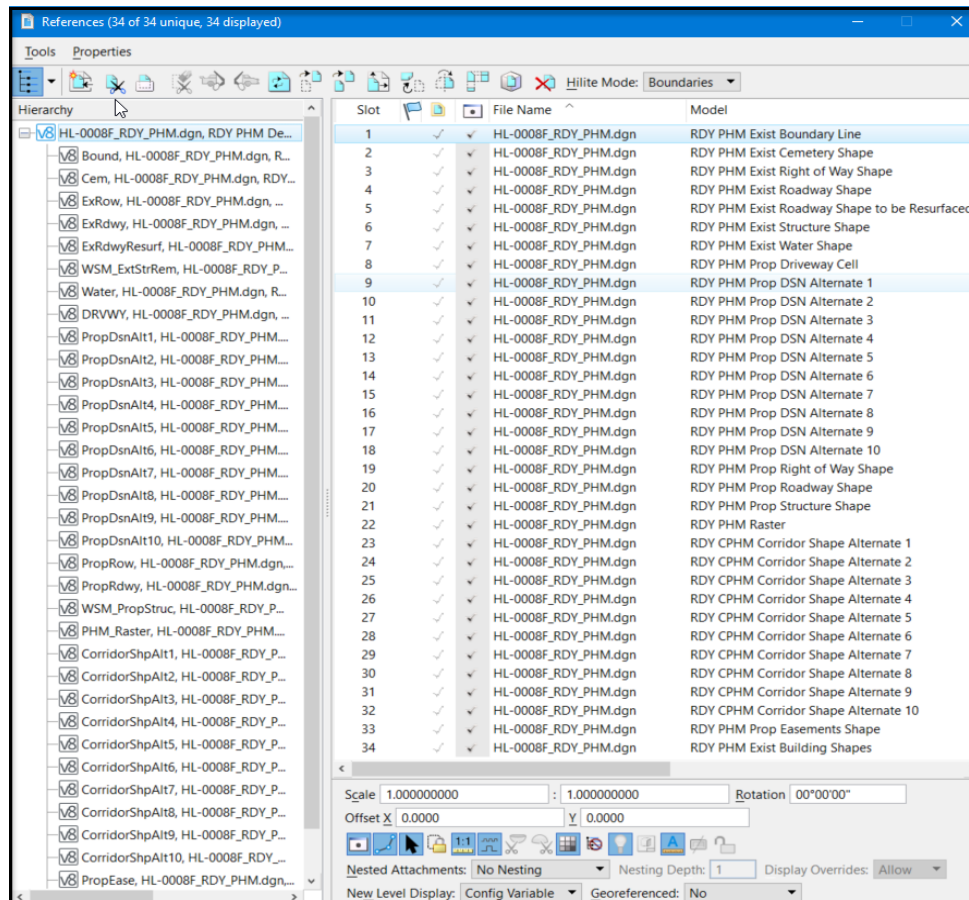 References (34 of 34 unique, 34 displayed)
Tools Properties
Hilite Mode: Boundaries
Hierarchy
HL-0008F_RDY_PHM.dgn, RDY PHM De...
Bound, HL-0008F_RDY_PHM.dgn, R...
Cem, HL-0008F_RDY_PHM.dgn, RDY...
ExRow, HL-0008F_RDY_PHM.dgn, ...
ExRdwy, HL-0008F_RDY_PHM.dgn, ...
ExRdwyResurf, HL-0008F_RDY_PHM...
WSM_ExtStrRem, HL-0008F_RDY_P...
Water, HL-0008F_RDY_PHM.dgn, R...
DRVWY, HL-0008F_RDY_PHM.dgn, ...
PropDsnAlt1, HL-0008F_RDY_PHM....
PropDsnAlt2, HL-0008F_RDY_PHM....
PropDsnAlt3, HL-0008F_RDY_PHM....
PropDsnAlt4, HL-0008F_RDY_PHM....
PropDsnAlt5, HL-0008F_RDY_PHM....
PropDsnAlt6, HL-0008F_RDY_PHM....
PropDsnAlt7, HL-0008F_RDY_PHM....
PropDsnAlt8, HL-0008F_RDY_PHM....
PropDsnAlt9, HL-0008F_RDY_PHM....
PropDsnAlt10, HL-0008F_RDY_PHM...
PropRow, HL-0008F_RDY_PHM.dgn,...
PropRdwy, HL-0008F_RDY_PHM.dgn...
WSM_PropStruc, HL-0008F_RDY_P...
PHM_Raster, HL-0008F_RDY_PHM....
CorridorShpAlt1, HL-0008F_RDY_P...
CorridorShpAlt2, HL-0008F_RDY_P...
CorridorShpAlt3, HL-0008F_RDY_P...
CorridorShpAlt4, HL-0008F_RDY_P...
CorridorShpAlt5, HL-0008F_RDY_P...
CorridorShpAlt6, HL-0008F_RDY_P...
CorridorShpAlt7, HL-0008F_RDY_P...
CorridorShpAlt8, HL-0008F_RDY_P...
CorridorShpAlt9, HL-0008F_RDY_P...
CorridorShpAlt10, HL-0008F_RDY_...
PropEase, HL-0008F_RDY_PHM.dgn,...
Slot File Name Model
1 HL-0008F_RDY_PHM.dgn RDY PHM Exist Boundary Line
2 HL-0008F_RDY_PHM.dgn RDY PHM Exist Cemetery Shape
3 HL-0008F_RDY_PHM.dgn RDY PHM Exist Right of Way Shape
4 HL-0008F_RDY_PHM.dgn RDY PHM Exist Roadway Shape
5 HL-0008F_RDY_PHM.dgn RDY PHM Exist Roadway Shape to be Resurfaced
6 HL-0008F_RDY_PHM.dgn RDY PHM Exist Structure Shape
7 HL-0008F_RDY_PHM.dgn RDY PHM Exist Water Shape
8 HL-0008F_RDY_PHM.dgn RDY PHM Prop Driveway Cell
9 HL-0008F_RDY_PHM.dgn RDY PHM Prop DSN Alternate 1
10 HL-0008F_RDY_PHM.dgn RDY PHM Prop DSN Alternate 2
11 HL-0008F_RDY_PHM.dgn RDY PHM Prop DSN Alternate 3
12 HL-0008F_RDY_PHM.dgn RDY PHM Prop DSN Alternate 4
13 HL-0008F_RDY_PHM.dgn RDY PHM Prop DSN Alternate 5
14 HL-0008F_RDY_PHM.dgn RDY PHM Prop DSN Alternate 6
15 HL-0008F_RDY_PHM.dgn RDY PHM Prop DSN Alternate 7
16 HL-0008F_RDY_PHM.dgn RDY PHM Prop DSN Alternate 8
17 HL-0008F_RDY_PHM.dgn RDY PHM Prop DSN Alternate 9
18 HL-0008F_RDY_PHM.dgn RDY PHM Prop DSN Alternate 10
19 HL-0008F_RDY_PHM.dgn RDY PHM Prop Right of Way Shape
20 HL-0008F_RDY_PHM.dgn RDY PHM Prop Roadway Shape
21 HL-0008F_RDY_PHM.dgn RDY PHM Prop Structure Shape
22 HL-0008F_RDY_PHM.dgn RDY PHM Raster
23 HL-0008F_RDY_PHM.dgn RDY CPHM Corridor Shape Alternate 1
24 HL-0008F_RDY_PHM.dgn RDY CPHM Corridor Shape Alternate 2
25 HL-0008F_RDY_PHM.dgn RDY CPHM Corridor Shape Alternate 3
26 HL-0008F_RDY_PHM.dgn RDY CPHM Corridor Shape Alternate 4
27 HL-0008F_RDY_PHM.dgn RDY CPHM Corridor Shape Alternate 5
28 HL-0008F_RDY_PHM.dgn RDY CPHM Corridor Shape Alternate 6
29 HL-0008F_RDY_PHM.dgn RDY CPHM Corridor Shape Alternate 7
30 HL-0008F_RDY_PHM.dgn RDY CPHM Corridor Shape Alternate 8
31 HL-0008F_RDY_PHM.dgn RDY CPHM Corridor Shape Alternate 9
32 HL-0008F_RDY_PHM.dgn RDY CPHM Corridor Shape Alternate 10
33 HL-0008F_RDY_PHM.dgn RDY PHM Prop Easements Shape
34 HL-0008F_RDY_PHM.dgn RDY PHM Exist Building Shapes
Scale 1.000000000 : 1.000000000 Rotation 00°00'00"
Offset X 0.0000 Y 0.0000
1:1 A
Nested Attachments: No Nesting Nesting Depth: 1 Display Overrides: Allow
New Level Display: Config Variable Georeferenced: No